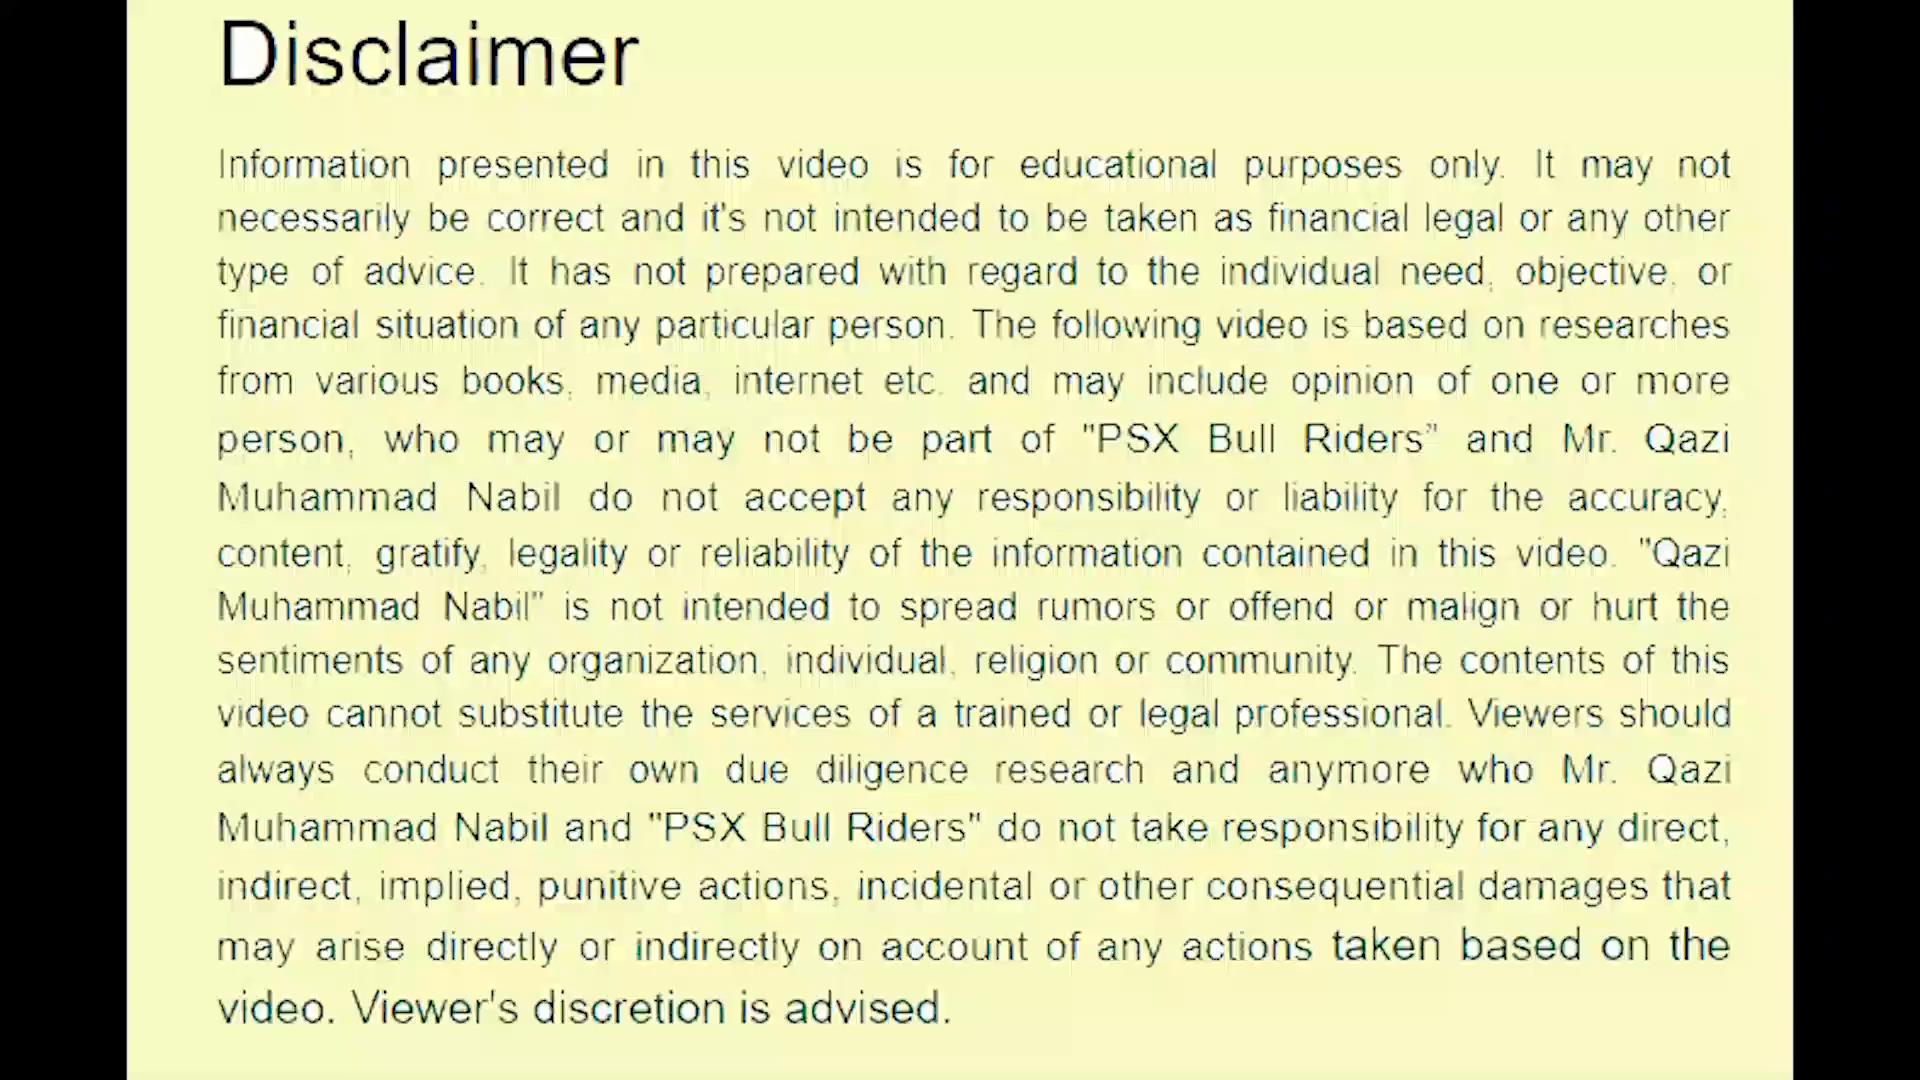 Disclaimer
Information presented in this video is for educational purposes only. It may not
necessarily be correct and it's not intended to be taken as financial legal or any other
type of advice. It has not prepared with regard to the individual need, objective, or
financial situation of any particular person. The following video is based on researches
from various books, media, internet etc. and may include opinion of one or more
person, who may or may not be part of "PSX Bull Riders" and Mr. Qazi
Muhammad Nabil do not accept any responsibility or liability for the accuracy,
content, gratify, legality or reliability of the information contained in this video. "Qazi
Muhammad Nabil" is not intended to spread rumors or offend or malign or hurt the
sentiments of any organization, individual, religion or community. The contents of this
video cannot substitute the services of a trained or legal professional. Viewers should
always conduct their own due diligence research and anymore who Mr. Qazi
Muhammad Nabil and "PSX Bull Riders" do not take responsibility for any direct,
indirect, implied, punitive actions, incidental or other consequential damages that
may arise directly or indirectly on account of any actions taken based on the
video. Viewer's discretion is advised.